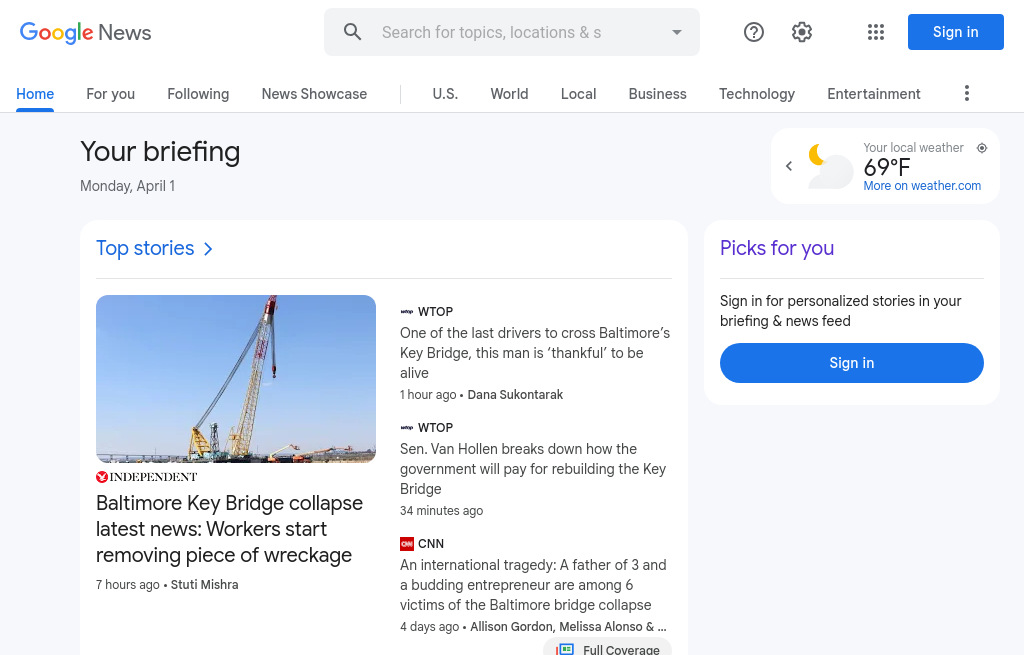 Google News
Search for topics, locations & s
Sign in
Home
For you
Following
News Showcase
U.S.
World
Local
Business
Technology
Entertainment
Your briefing
Monday, April 1
Your local weather
69°F
More on weather.com
Top stories
INDEPENDENT
Baltimore Key Bridge collapse
latest news: Workers start
removing piece of wreckage
7 hours ago • Stuti Mishra
wtop WTOP
One of the last drivers to cross Baltimore’s
Key Bridge, this man is ‘thankful’ to be
alive
1 hour ago • Dana Sukontarak
wtop WTOP
Sen. Van Hollen breaks down how the
government will pay for rebuilding the Key
Bridge
34 minutes ago
CNN CNN
An international tragedy: A father of 3 and
a budding entrepreneur are among 6
victims of the Baltimore bridge collapse
4 days ago • Allison Gordon, Melissa Alonso & ...
Full Coverage
Picks for you
Sign in for personalized stories in your
briefing & news feed
Sign in